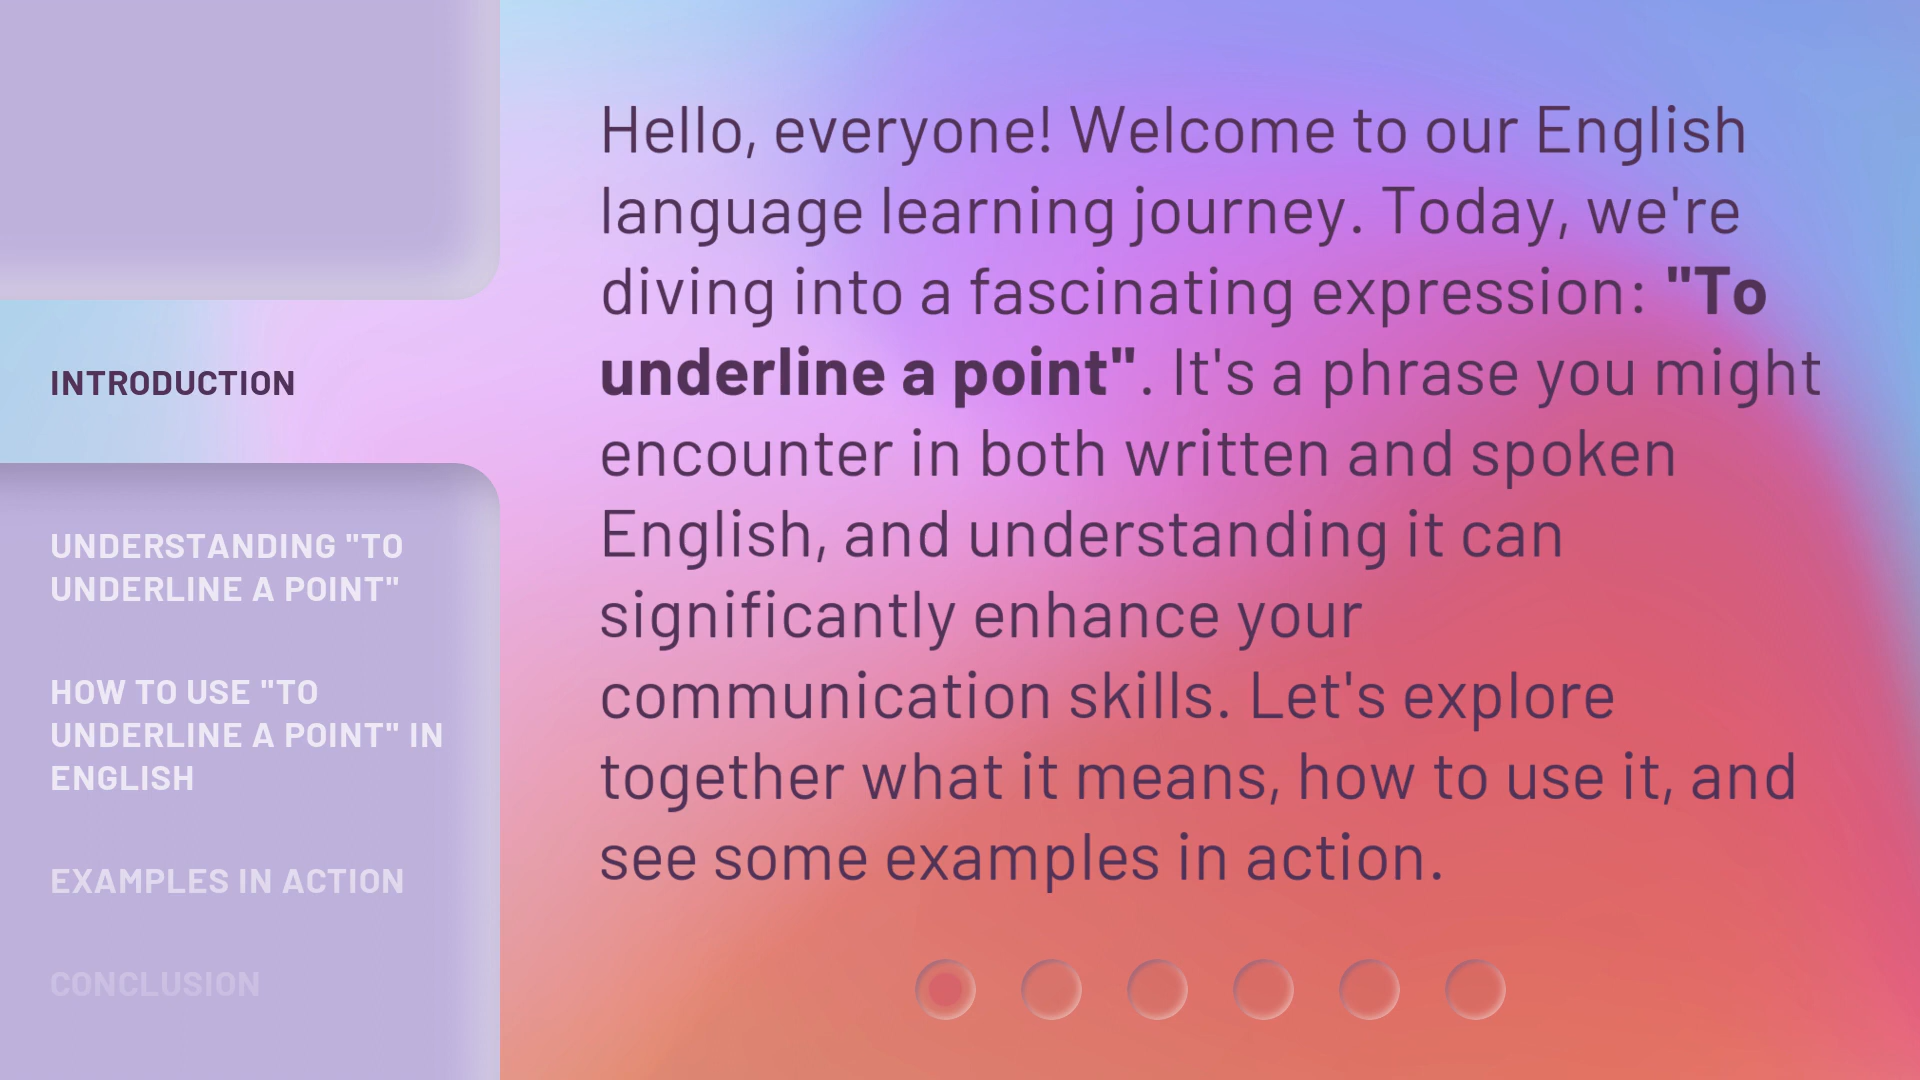 INTRODUCTION
UNDERSTANDING "TO
UNDERLINE A POINT"
HOW TO USE "TO
UNDERLINE A POINT" IN
ENGLISH
EXAMPLES IN ACTION
CONCLUSION
Hello, everyone! Welcome to our English
language learning journey. Today, we're
diving into a fascinating expression: "To
underline a point". It's a phrase you might
encounter in both written and spoken
English, and understanding it can
significantly enhance your
communication skills. Let's explore
together what it means, how to use it, and
see some examples in action.